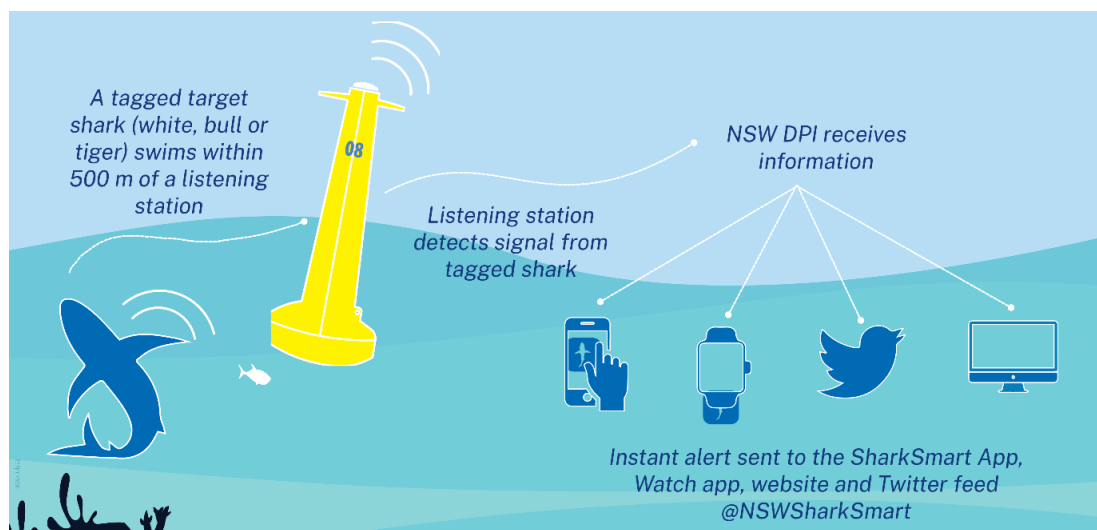 A tagged target
shark (white, bull or
tiger) swims within
500 m of a listening
station
08
Listening station
detects signal from
tagged shark
NSW DPI receives
information
Instant alert sent to the SharkSmart App,
Watch app, website and Twitter feed
@NSWSharkSmart